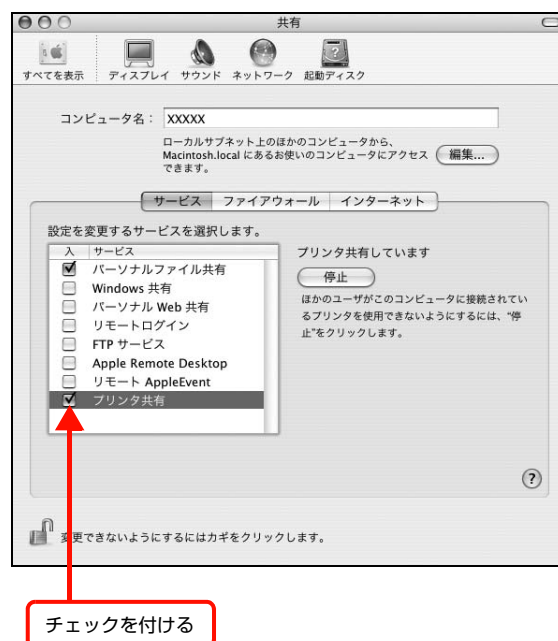 共有
すべてを表示 ディスプレイ サウンド ネットワーク 起動ディスク
コンピュータ名： XXXXX
ローカルサブネット上のほかのコンピュータから、
Macintosh.local にあるお使いのコンピュータにアクセス
できます。
編集...
サービス ファイアウォール インターネット
設定を変更するサービスを選択します。
入 サービス
パーソナルファイル共有
Windows 共有
パーソナル Web 共有
リモートログイン
FTP サービス
Apple Remote Desktop
リモート AppleEvent
プリンタ共有
プリンタ共有しています
停止
ほかのユーザがこのコンピュータに接続されてい
るプリンタを使用できないようにするには、“停
止”をクリックします。
?
変更できないようにするにはカギをクリックします。
チェックを付ける